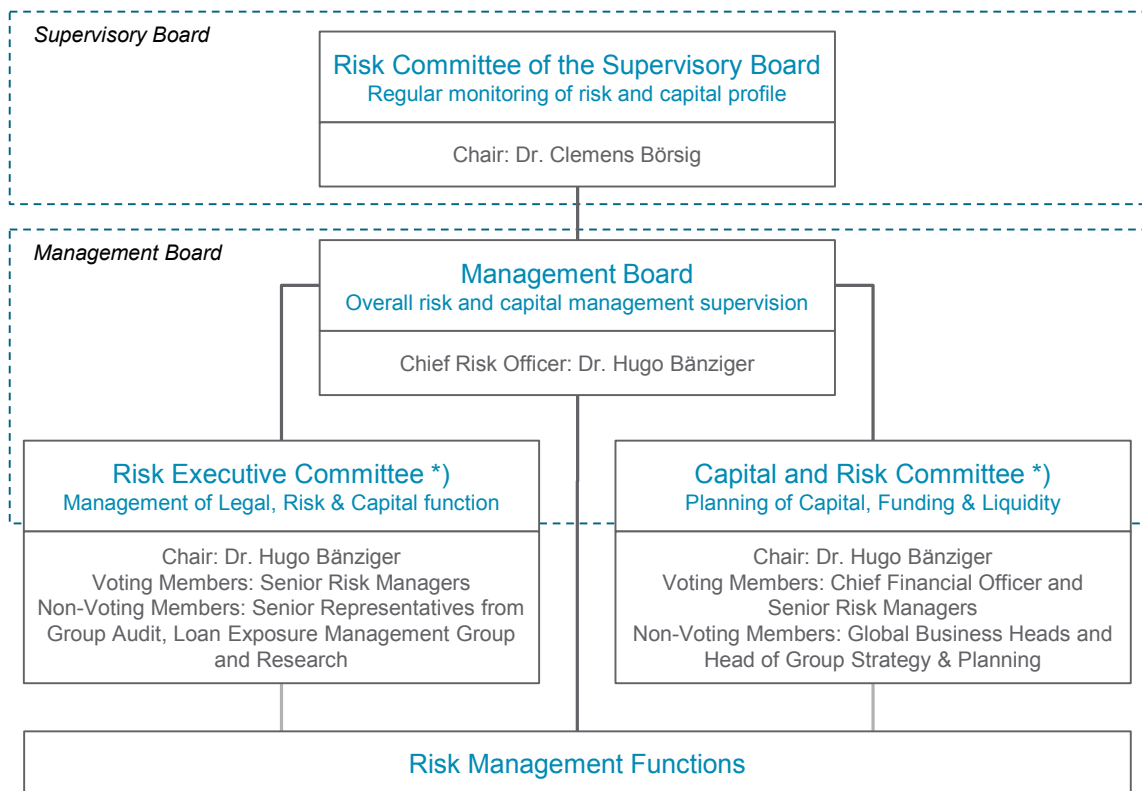 Supervisory Board
Risk Committee of the Supervisory Board
Regular monitoring of risk and capital profile
Chair: Dr. Clemens Börsig
Management Board
Management Board
Overall risk and capital management supervision
Chief Risk Officer: Dr. Hugo Bänziger
Risk Executive Committee *)
Management of Legal, Risk & Capital function
Chair: Dr. Hugo Bänziger
Voting Members: Senior Risk Managers
Non-Voting Members: Senior Representatives from
Group Audit, Loan Exposure Management Group
and Research
Capital and Risk Committee *)
Planning of Capital, Funding & Liquidity
Chair: Dr. Hugo Bänziger
Voting Members: Chief Financial Officer and
Senior Risk Managers
Non-Voting Members: Global Business Heads and
Head of Group Strategy & Planning
Risk Management Functions